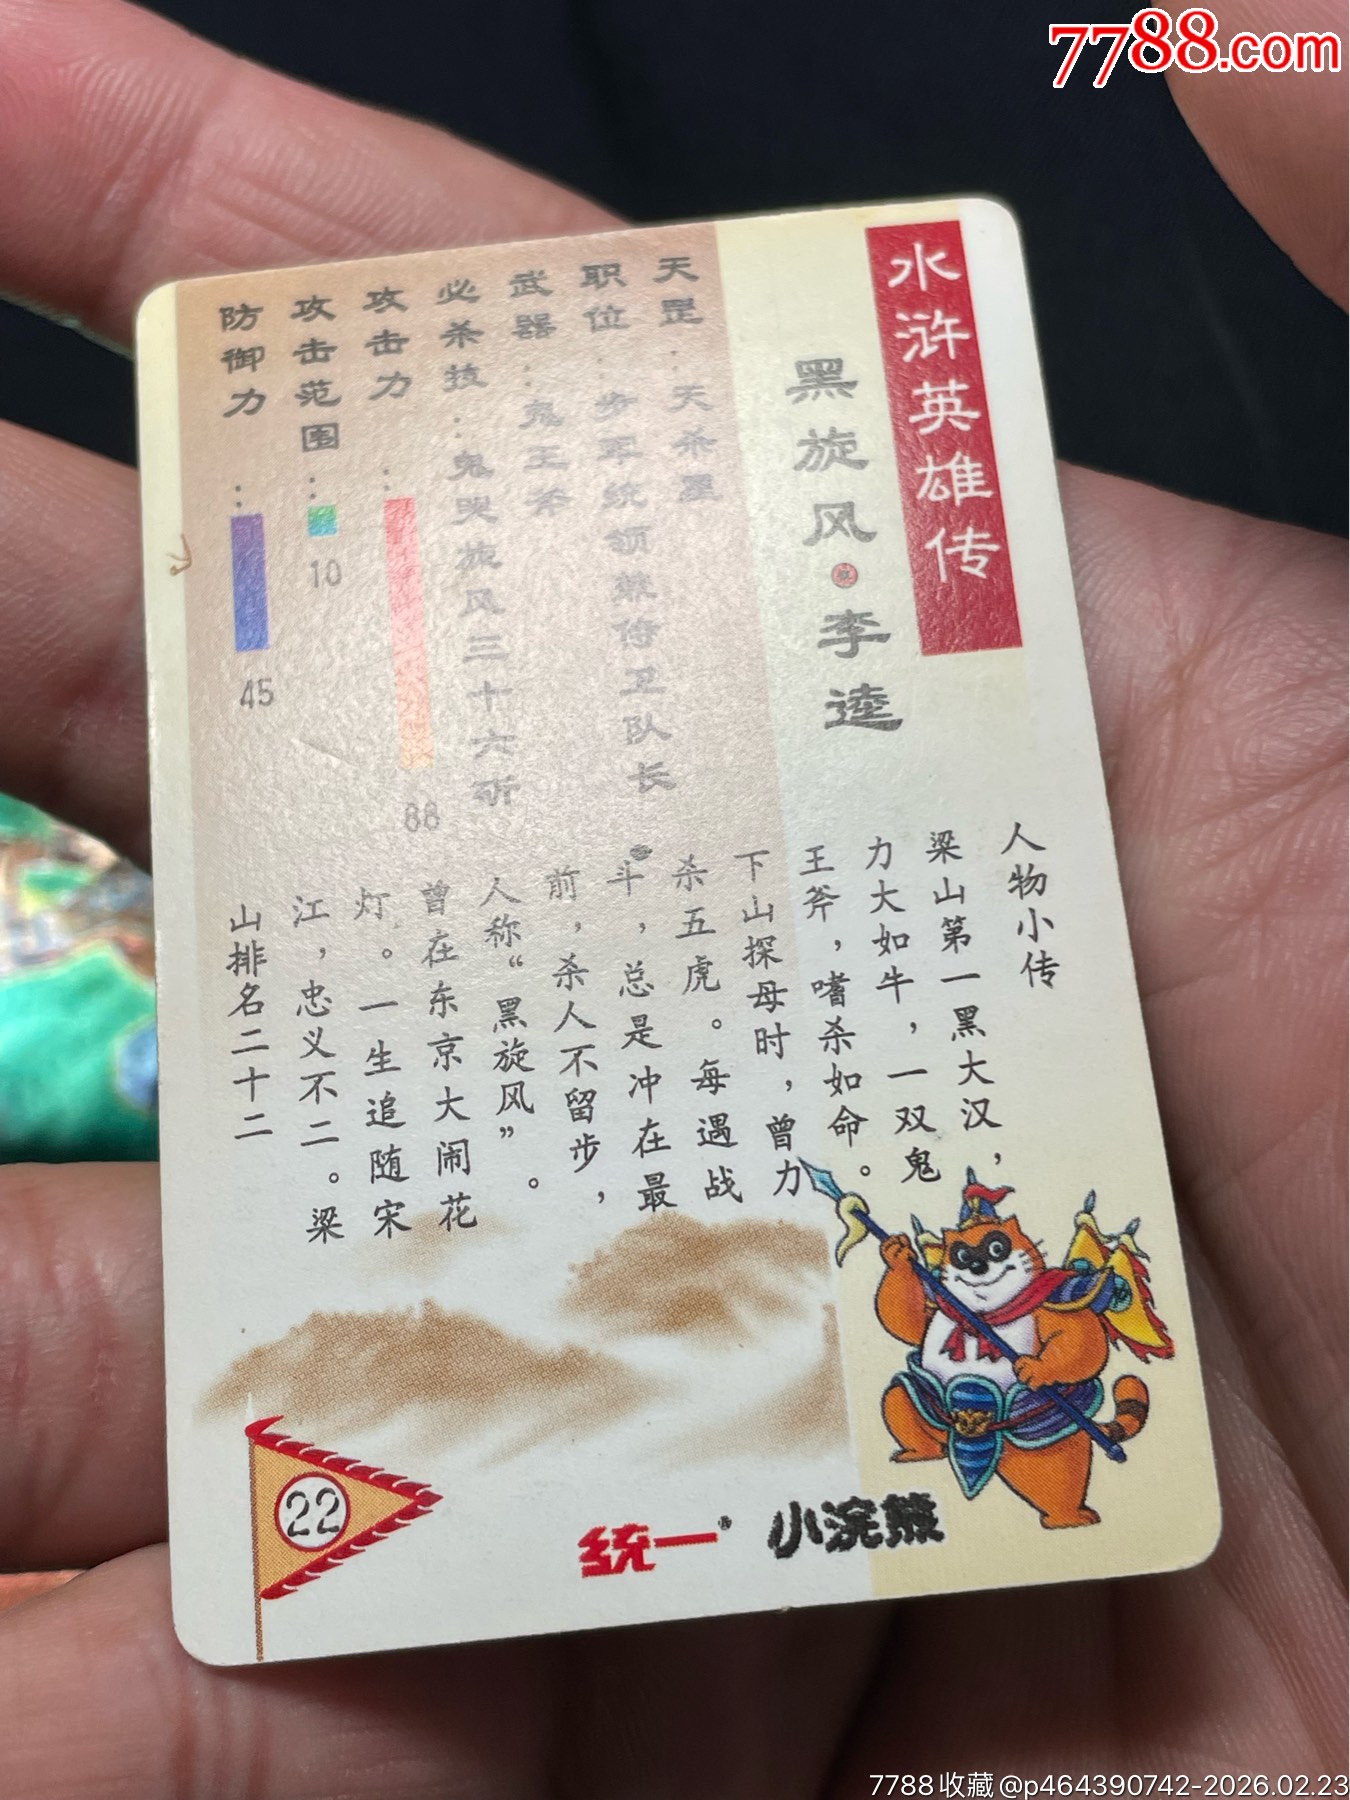 7788.com
水浒英雄传
黑旋风·李逵
天罡：天杀星
职位：步军统领兼侍卫队长
武器：鬼王斧
必杀技：鬼哭旋风三十六斫
攻击力：88
攻击范围：10
防御力：45
人物小传
梁山第一黑大汉，
力大如牛，一双鬼
王斧，嗜杀如命。
下山探母时，曾力
杀五虎。每遇战
斗，总是冲在最
前，杀人不留步，
人称“黑旋风”。
曾在东京大闹花
灯。一生追随宋
江，忠义不二。梁
山排名二十二
22
统一® 小浣熊
7788收藏@p464390742-2026.02.23